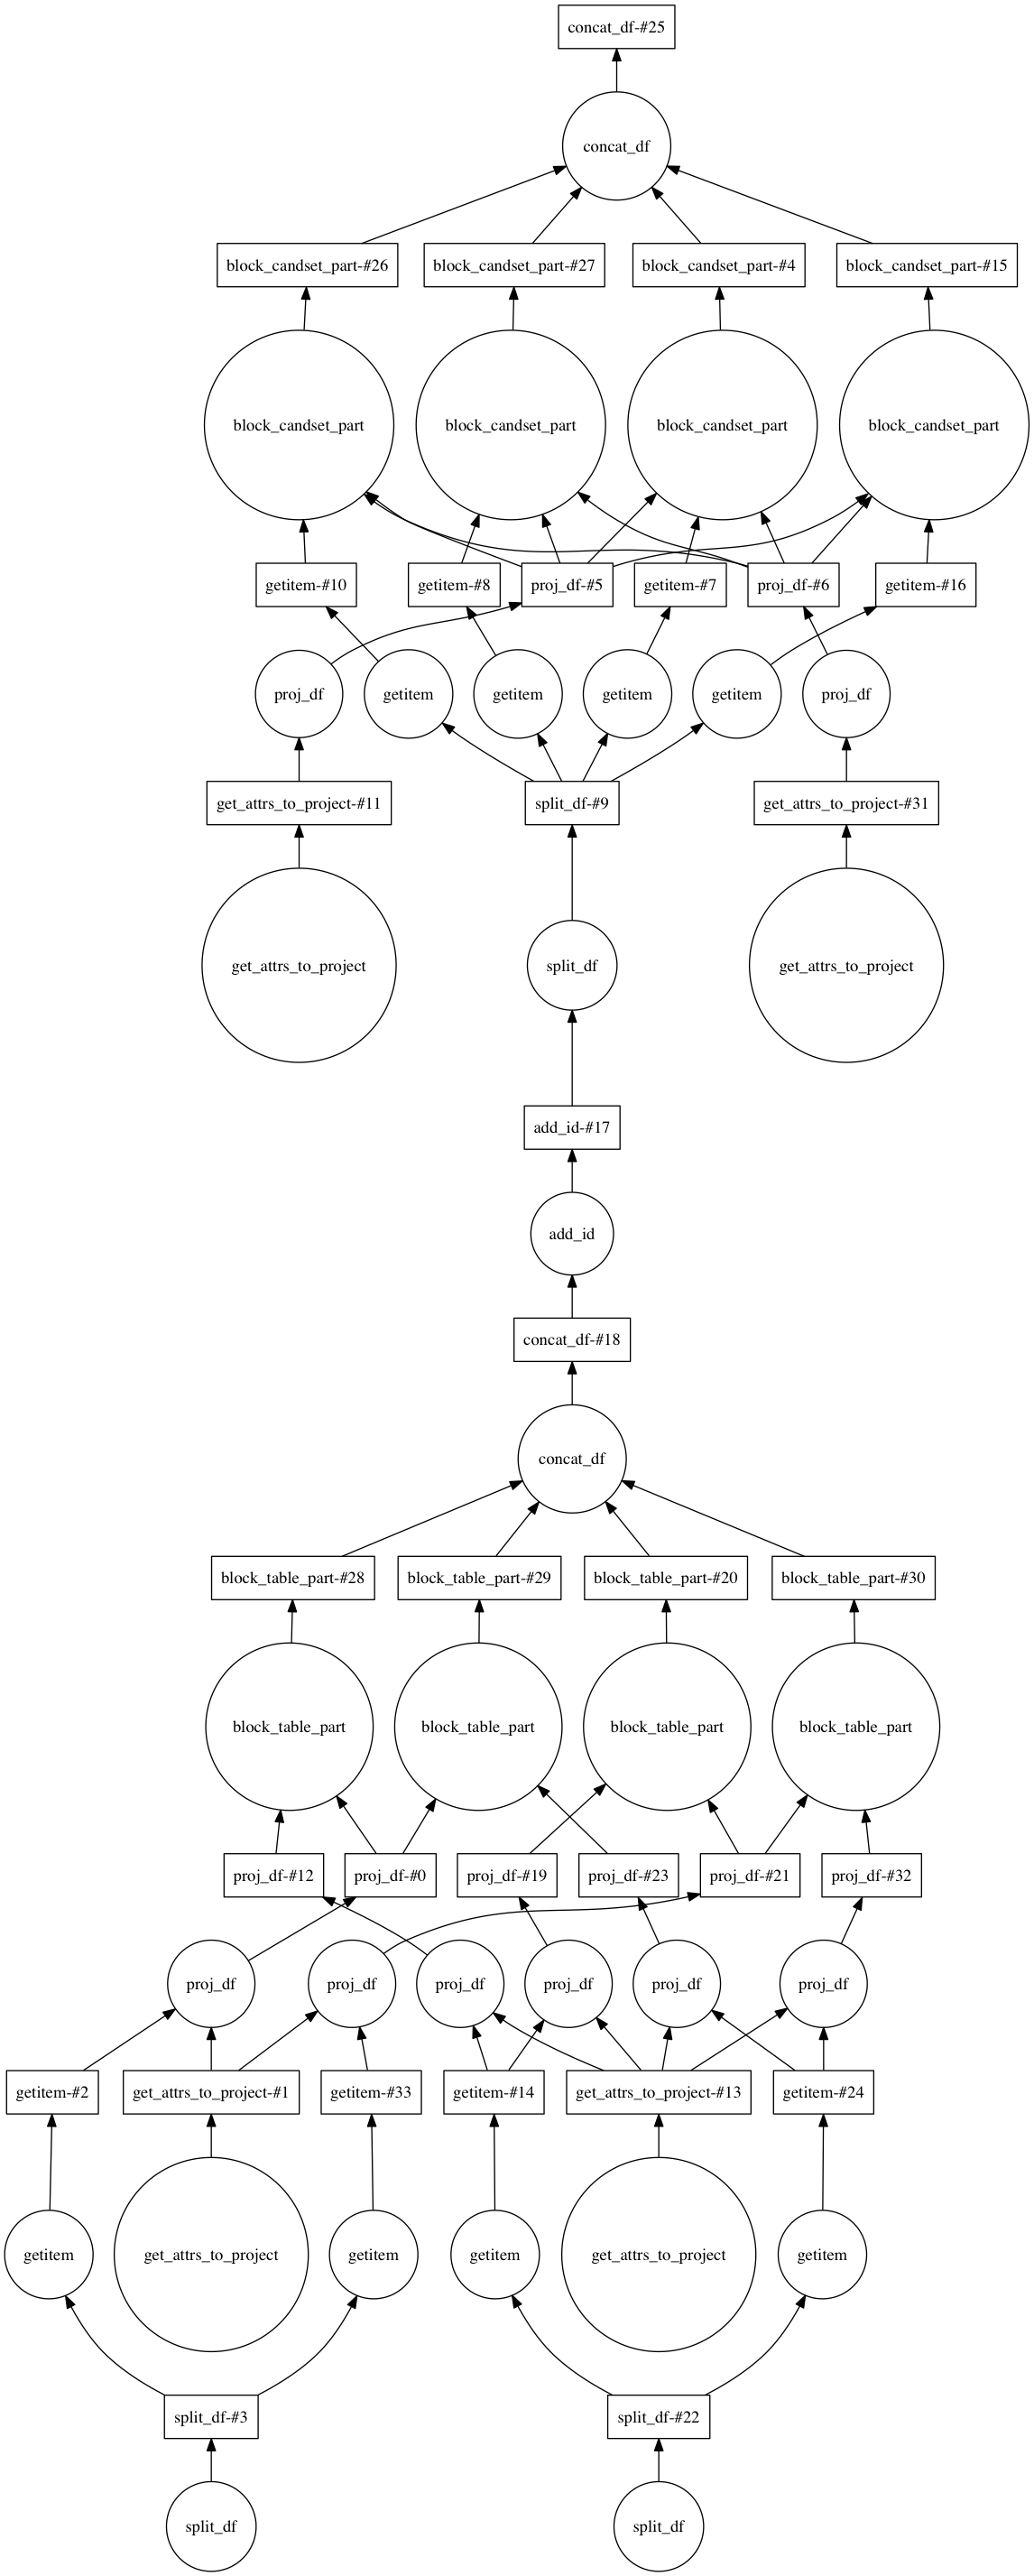 concat_df-#25
concat_df
block_candset_part-#26
block_candset_part-#27
block_candset_part-#4
block_candset_part-#15
block_candset_part
block_candset_part
block_candset_part
block_candset_part
getitem-#10
getitem-#8
proj_df-#5
getitem-#7
proj_df-#6
getitem-#16
proj_df
getitem
getitem
getitem
getitem
proj_df
get_attrs_to_project-#11
split_df-#9
get_attrs_to_project-#31
get_attrs_to_project
split_df
get_attrs_to_project
add_id-#17
add_id
concat_df-#18
concat_df
block_table_part-#28
block_table_part-#29
block_table_part-#20
block_table_part-#30
block_table_part
block_table_part
block_table_part
block_table_part
proj_df-#12
proj_df-#0
proj_df-#19
proj_df-#23
proj_df-#21
proj_df-#32
proj_df
proj_df
proj_df
proj_df
proj_df
proj_df
getitem-#2
get_attrs_to_project-#1
getitem-#33
getitem-#14
get_attrs_to_project-#13
getitem-#24
getitem
get_attrs_to_project
getitem
getitem
get_attrs_to_project
getitem
split_df-#3
split_df-#22
split_df
split_df